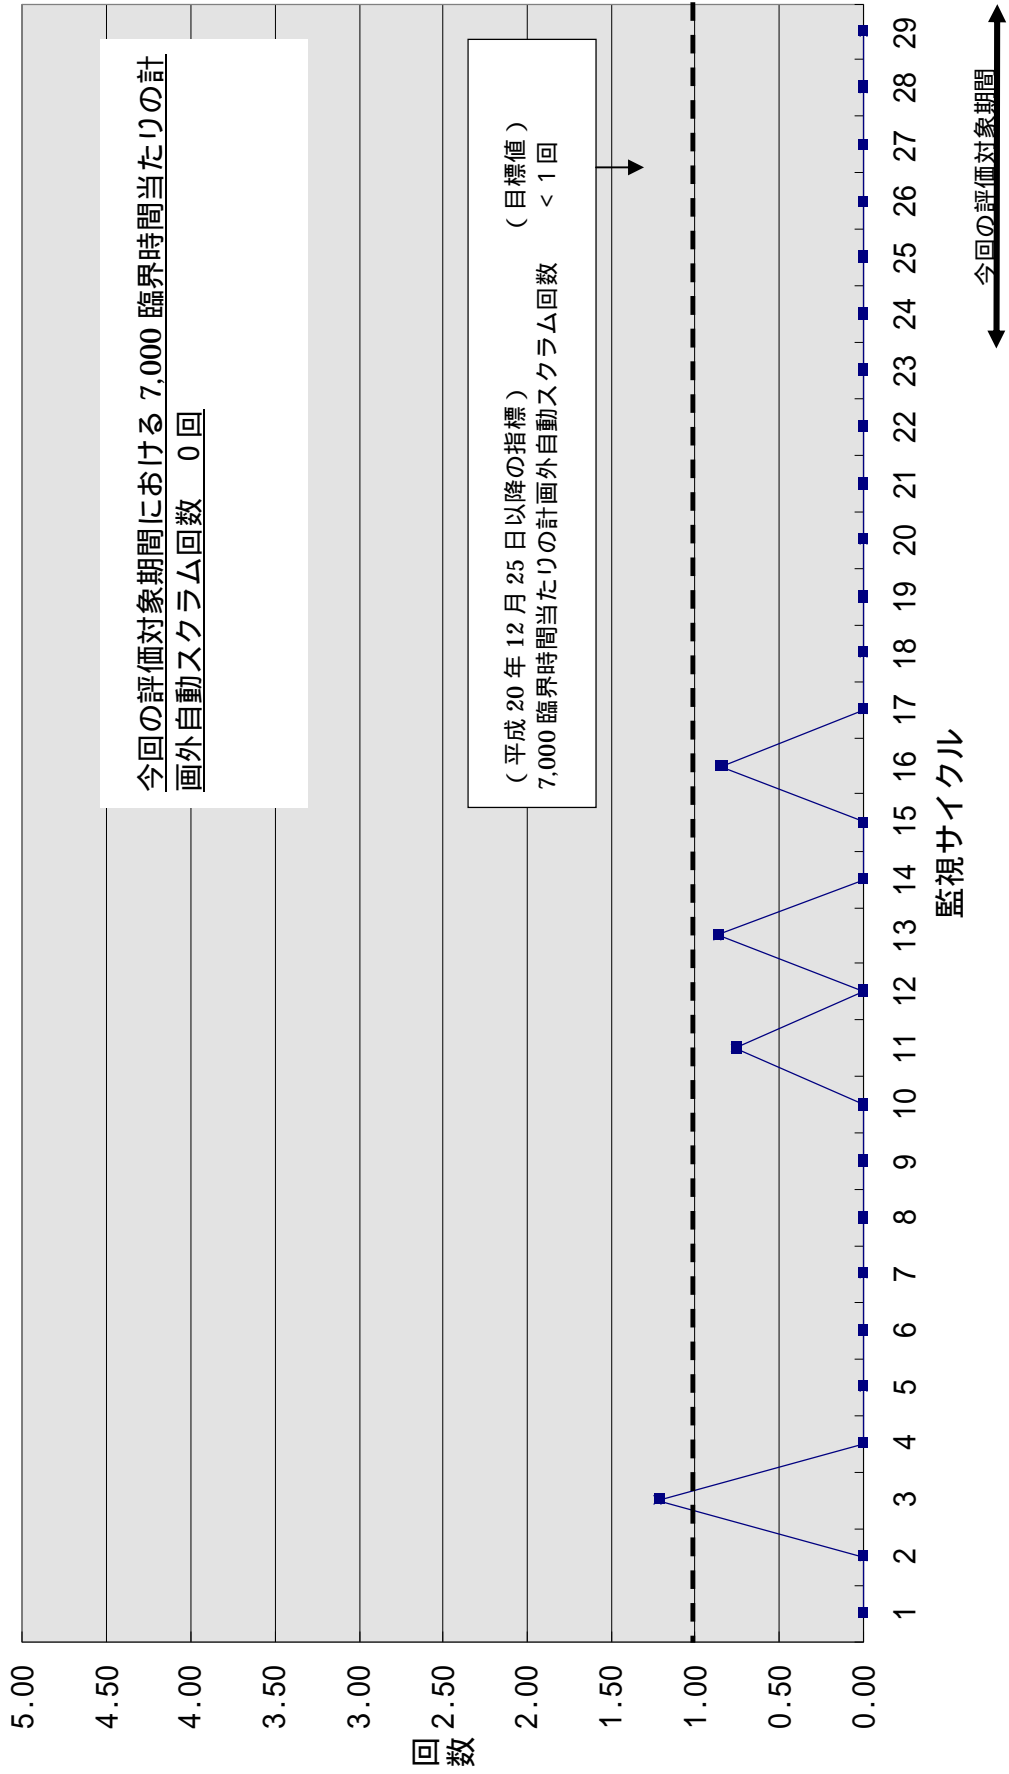 今回の評価対象期間における 7,000 臨界時間当たりの計
画外自動スクラム回数　0 回
（平成 20 年 12 月 25 日以降の指標）　（目標値）
7,000 臨界時間当たりの計画外自動スクラム回数　＜ 1 回
回数
5.00
4.50
4.00
3.50
3.00
2.50
2.00
1.50
1.00
0.50
0.00
1 2 3 4 5 6 7 8 9 10 11 12 13 14 15 16 17 18 19 20 21 22 23 24 25 26 27 28 29
監視サイクル
今回の評価対象期間